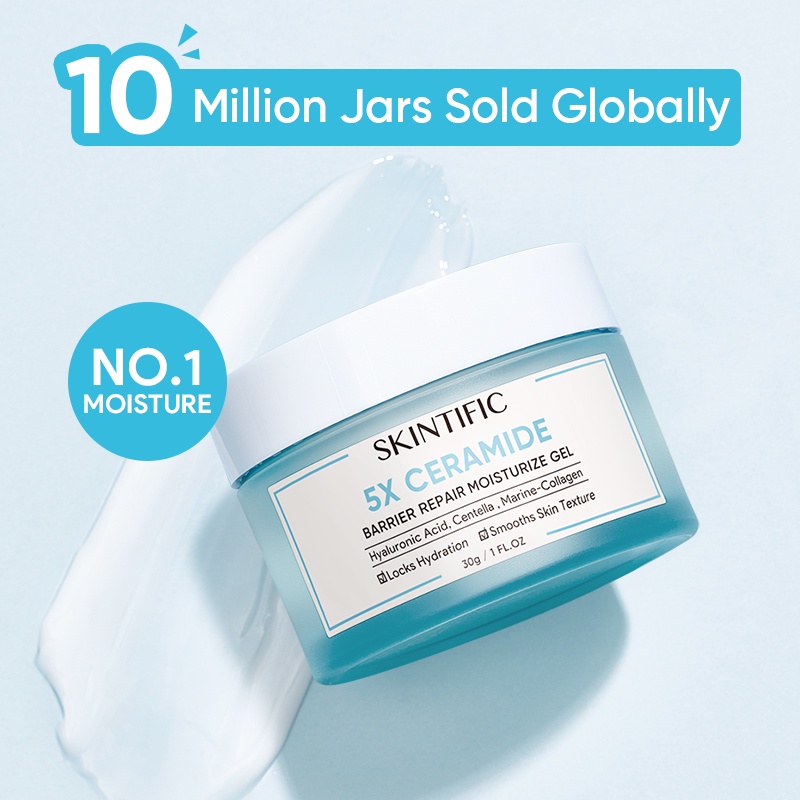 10 Million Jars Sold Globally
NO.1
MOISTURE
SKINTIFIC
5X CERAMIDE
BARRIER REPAIR MOISTURIZE GEL
Hyaluronic Acid, Centella , Marine-Collagen
☑Locks Hydration ☑Smooths Skin Texture
30g / 1 FL.OZ